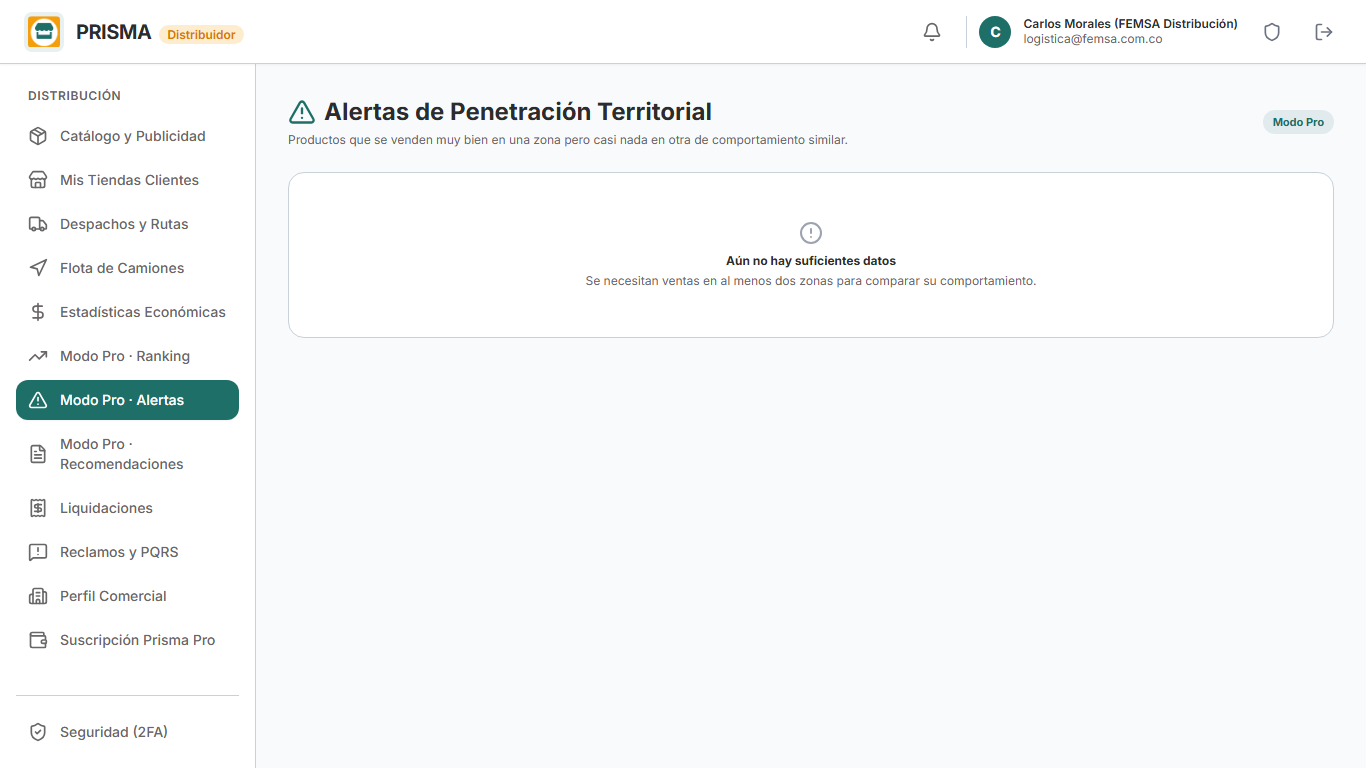 PRISMA Distribuidor
C
Carlos Morales (FEMSA Distribución)
logistica@femsa.com.co
DISTRIBUCIÓN
Catálogo y Publicidad
Mis Tiendas Clientes
Despachos y Rutas
Flota de Camiones
Estadísticas Económicas
Modo Pro · Ranking
Modo Pro · Alertas
Modo Pro ·
Recomendaciones
Liquidaciones
Reclamos y PQRS
Perfil Comercial
Suscripción Prisma Pro
Seguridad (2FA)
Alertas de Penetración Territorial
Productos que se venden muy bien en una zona pero casi nada en otra de comportamiento similar.
Modo Pro
Aún no hay suficientes datos
Se necesitan ventas en al menos dos zonas para comparar su comportamiento.